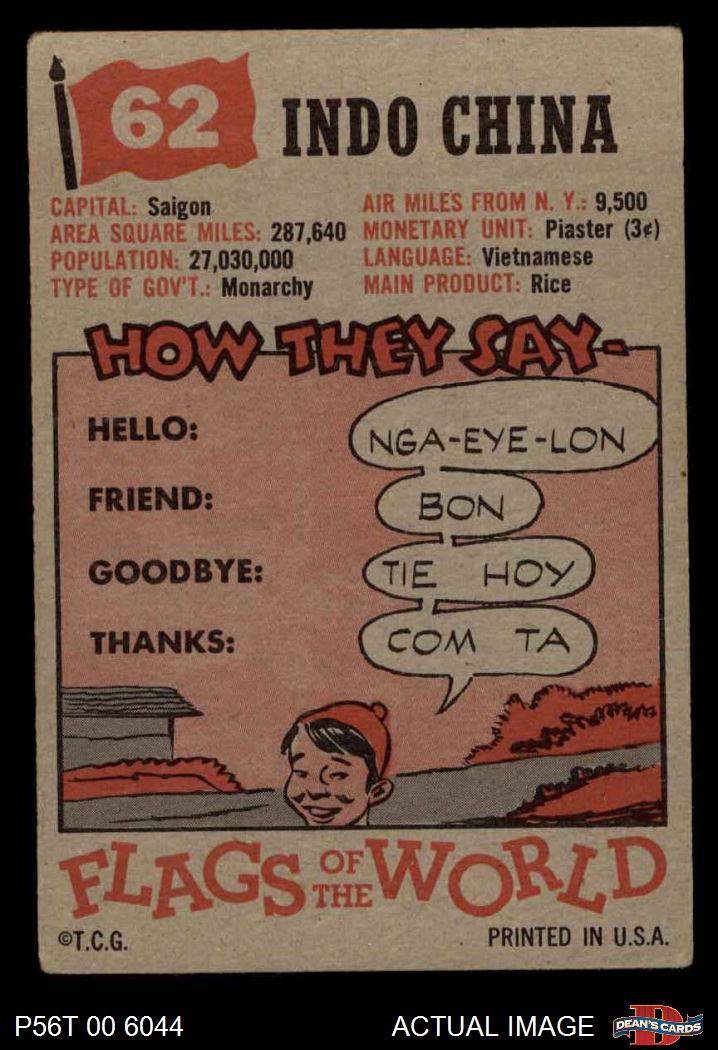 62 INDO CHINA
CAPITAL: Saigon
AREA SQUARE MILES: 287,640
POPULATION: 27,030,000
TYPE OF GOV'T.: Monarchy
AIR MILES FROM N. Y.: 9,500
MONETARY UNIT: Piaster (3¢)
LANGUAGE: Vietnamese
MAIN PRODUCT: Rice
HOW THEY SAY-
HELLO: NGA-EYE-LON
FRIEND: BON
GOODBYE: TIE HOY
THANKS: COM TA
FLAGS OF THE WORLD
©T.C.G. PRINTED IN U.S.A.
P56T 00 6044 ACTUAL IMAGE DEAN'S CARDS